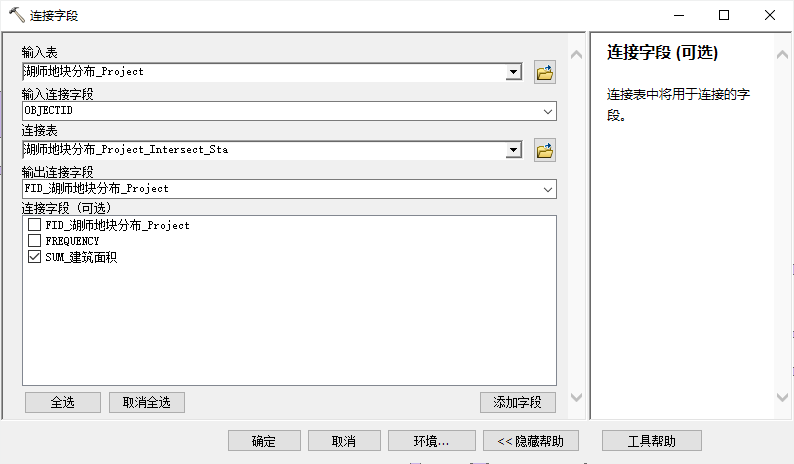 连接字段
输入表
湖师地块分布_Project
输入连接字段
OBJECTID
连接表
湖师地块分布_Project_Intersect_Sta
输出连接字段
FID_湖师地块分布_Project
连接字段 (可选)
FID_湖师地块分布_Project
FREQUENCY
SUM_建筑面积
全选
取消全选
添加字段
确定
取消
环境...
<< 隐藏帮助
连接字段 (可选)
连接表中将用于连接的字
段。
工具帮助